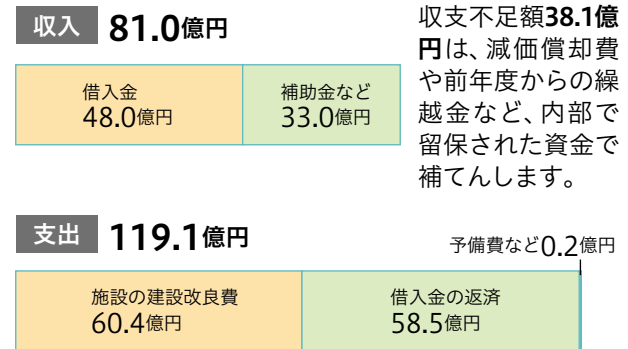 収入 81.0億円
借入金
48.0億円
補助金など
33.0億円
収支不足額38.1億
円は、減価償却費
や前年度からの繰
越金など、内部で
留保された資金で
補てんします。
支出 119.1億円
予備費など0.2億円
施設の建設改良費
60.4億円
借入金の返済
58.5億円